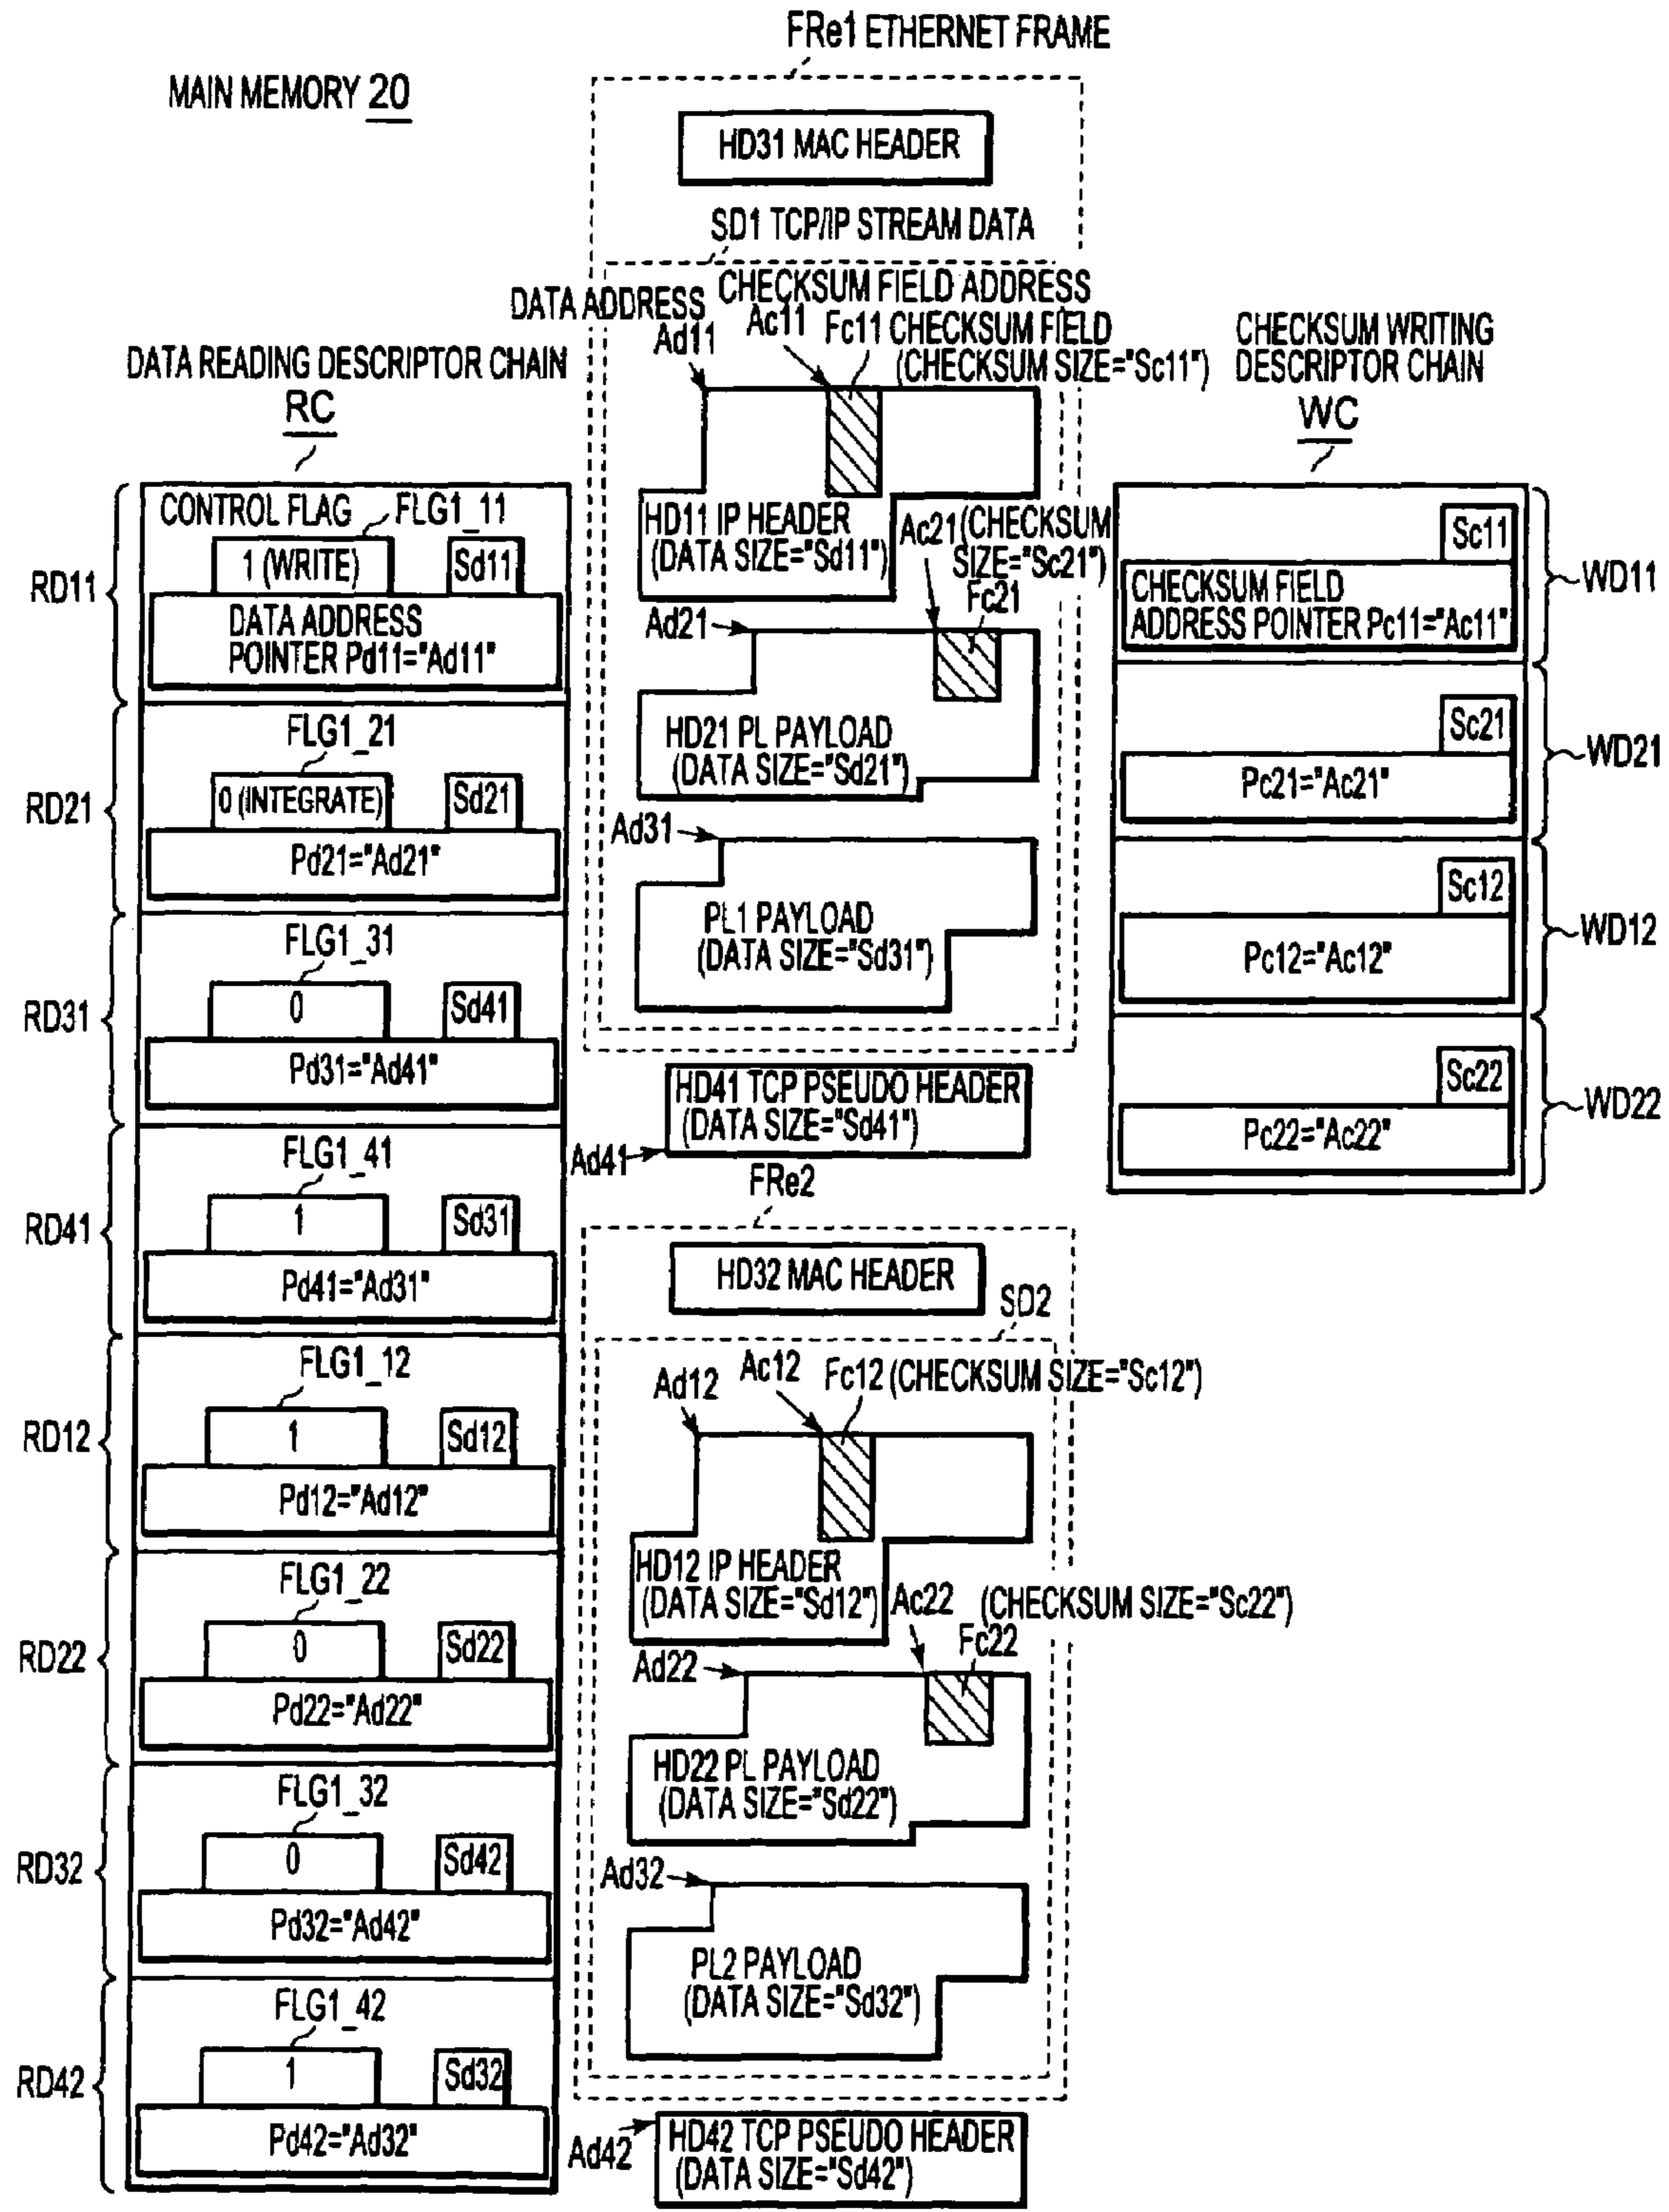 FRe1 ETHERNET FRAME
MAIN MEMORY 20
HD31 MAC HEADER
SD1 TCP/IP STREAM DATA
DATA ADDRESS
CHECKSUM FIELD ADDRESS
Ad11
Ac11
Fc11 CHECKSUM FIELD
(CHECKSUM SIZE="Sc11")
DATA READING DESCRIPTOR CHAIN
RC
CHECKSUM WRITING
DESCRIPTOR CHAIN
WC
RD11
CONTROL FLAG
FLG1_11
1 (WRITE)
Sd11
DATA ADDRESS
POINTER Pd11="Ad11"
RD21
FLG1_21
0 (INTEGRATE)
Sd21
Pd21="Ad21"
RD31
FLG1_31
0
Sd41
Pd31="Ad41"
RD41
FLG1_41
1
Sd31
Pd41="Ad31"
RD12
FLG1_12
1
Sd12
Pd12="Ad12"
RD22
FLG1_22
0
Sd22
Pd22="Ad22"
RD32
FLG1_32
0
Sd42
Pd32="Ad42"
RD42
FLG1_42
1
Sd32
Pd42="Ad32"
HD11 IP HEADER
(DATA SIZE="Sd11")
Ac21
(CHECKSUM
SIZE="Sc21")
Fc21
Ad21
HD21 PL PAYLOAD
(DATA SIZE="Sd21")
Ad31
PL1 PAYLOAD
(DATA SIZE="Sd31")
HD41 TCP PSEUDO HEADER
(DATA SIZE="Sd41")
Ad41
FRe2
HD32 MAC HEADER
SD2
Ad12
Ac12
Fc12 (CHECKSUM SIZE="Sc12")
HD12 IP HEADER
(DATA SIZE="Sd12")
Ac22
(CHECKSUM SIZE="Sc22")
Fc22
Ad22
HD22 PL PAYLOAD
(DATA SIZE="Sd22")
Ad32
PL2 PAYLOAD
(DATA SIZE="Sd32")
Ad42
HD42 TCP PSEUDO HEADER
(DATA SIZE="Sd42")
Sc11
CHECKSUM FIELD
ADDRESS POINTER Pc11="Ac11"
WD11
Sc21
Pc21="Ac21"
WD21
Sc12
Pc12="Ac12"
WD12
Sc22
Pc22="Ac22"
WD22